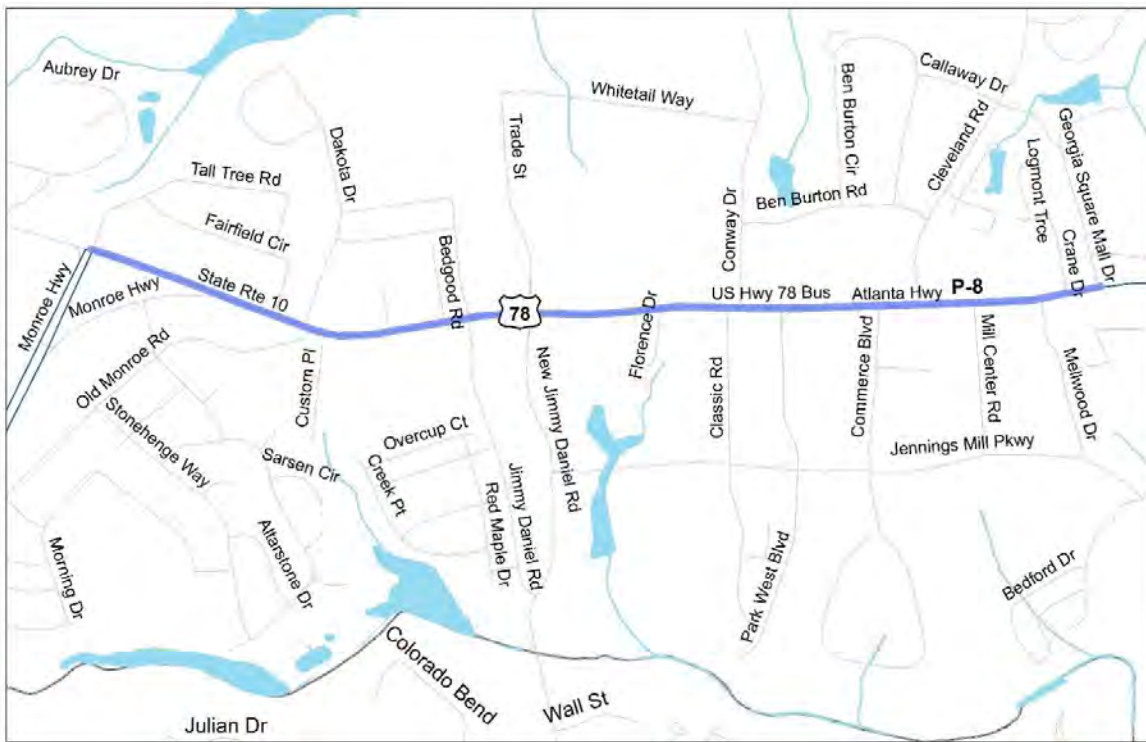 Aubrey Dr
Whitetail Way
Callaway Dr
Ben Burton Cir
Cleveland Rd
Georgia Square Mall Dr
Trade St
Dakota Dr
Tall Tree Rd
Logmont Trce
Ben Burton Rd
Fairfield Cir
Conway Dr
Bedgood Rd
Crane Dr
Monroe Hwy
Monroe Hwy
State Rte 10
78
US Hwy 78 Bus
Atlanta Hwy
P-8
Florence Dr
Old Monroe Rd
Custom Pl
New Jimmy Daniel Rd
Classic Rd
Commerce Blvd
Mill Center Rd
Mellwood Dr
Stonehenge Way
Overcup Ct
Sarsen Cir
Creek Pt
Jennings Mill Pkwy
Jimmy Daniel Rd
Red Maple Dr
Morning Dr
Altarstone Dr
Park West Blvd
Bedford Dr
Colorado Bend
Wall St
Julian Dr